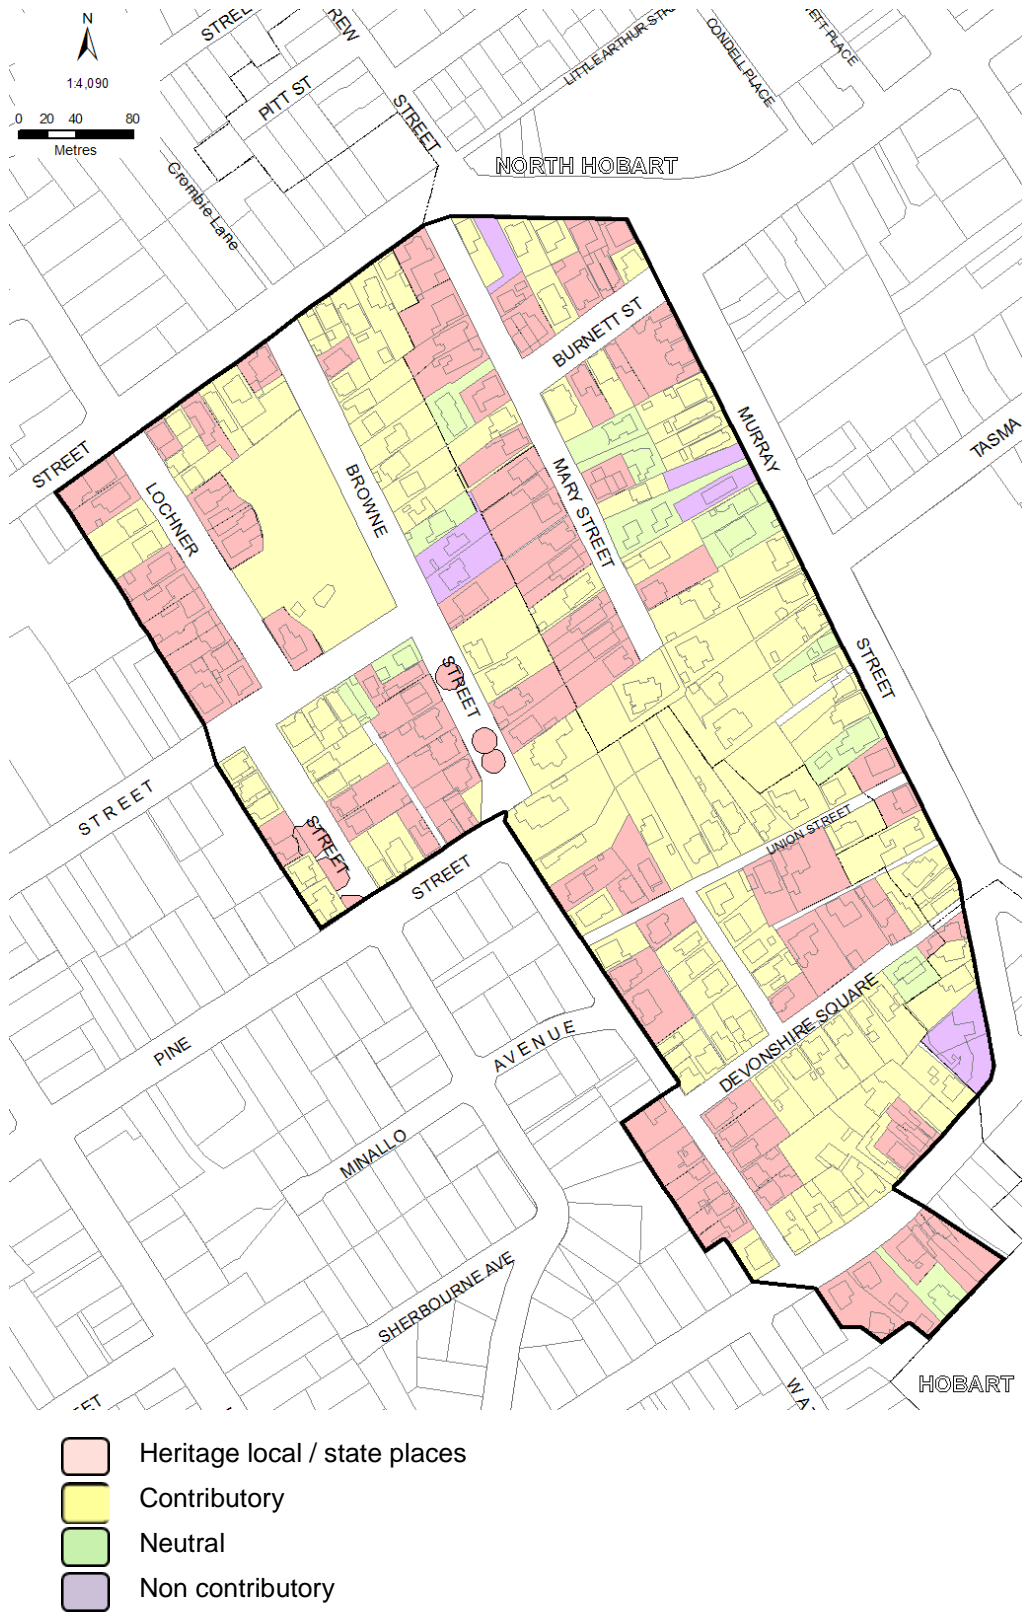 N
1:4,090
0 20 40 80
Metres
STREET
PITT ST
STREET
LITTLE ARTHUR
CONDELL PLACE
PLACE
Crombie Lane
NORTH HOBART
BURNETT ST
MURRAY
TASMA
STREET
LOCHNER
BROWNE
MARY STREET
STREET
STREET
STREET
STREET
STREET
UNION STREET
DEVONSHIRE SQUARE
PINE
AVENUE
MINALLO
SHERBOURNE AVE
HOBART
Heritage local / state places
Contributory
Neutral
Non contributory